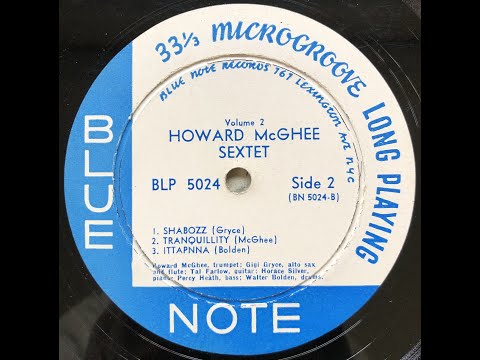 33⅓ MICROGROOVE LONG PLAYING
BLUE NOTE RECORDS 767 LEXINGTON AVE NYC
BLUE
Volume 2
HOWARD McGHEE
SEXTET
BLP 5024
Side 2
(BN 5024-B)
1. SHABOZZ (Gryce)
2. TRANQUILLITY (McGhee)
3. ITTAPNNA (Bolden)
Howard McGhee, trumpet; Gigi Gryce, alto sax
and flute; Tal Farlow, guitar; Horace Silver,
piano; Percy Heath, bass; Walter Bolden, drums.
NOTE